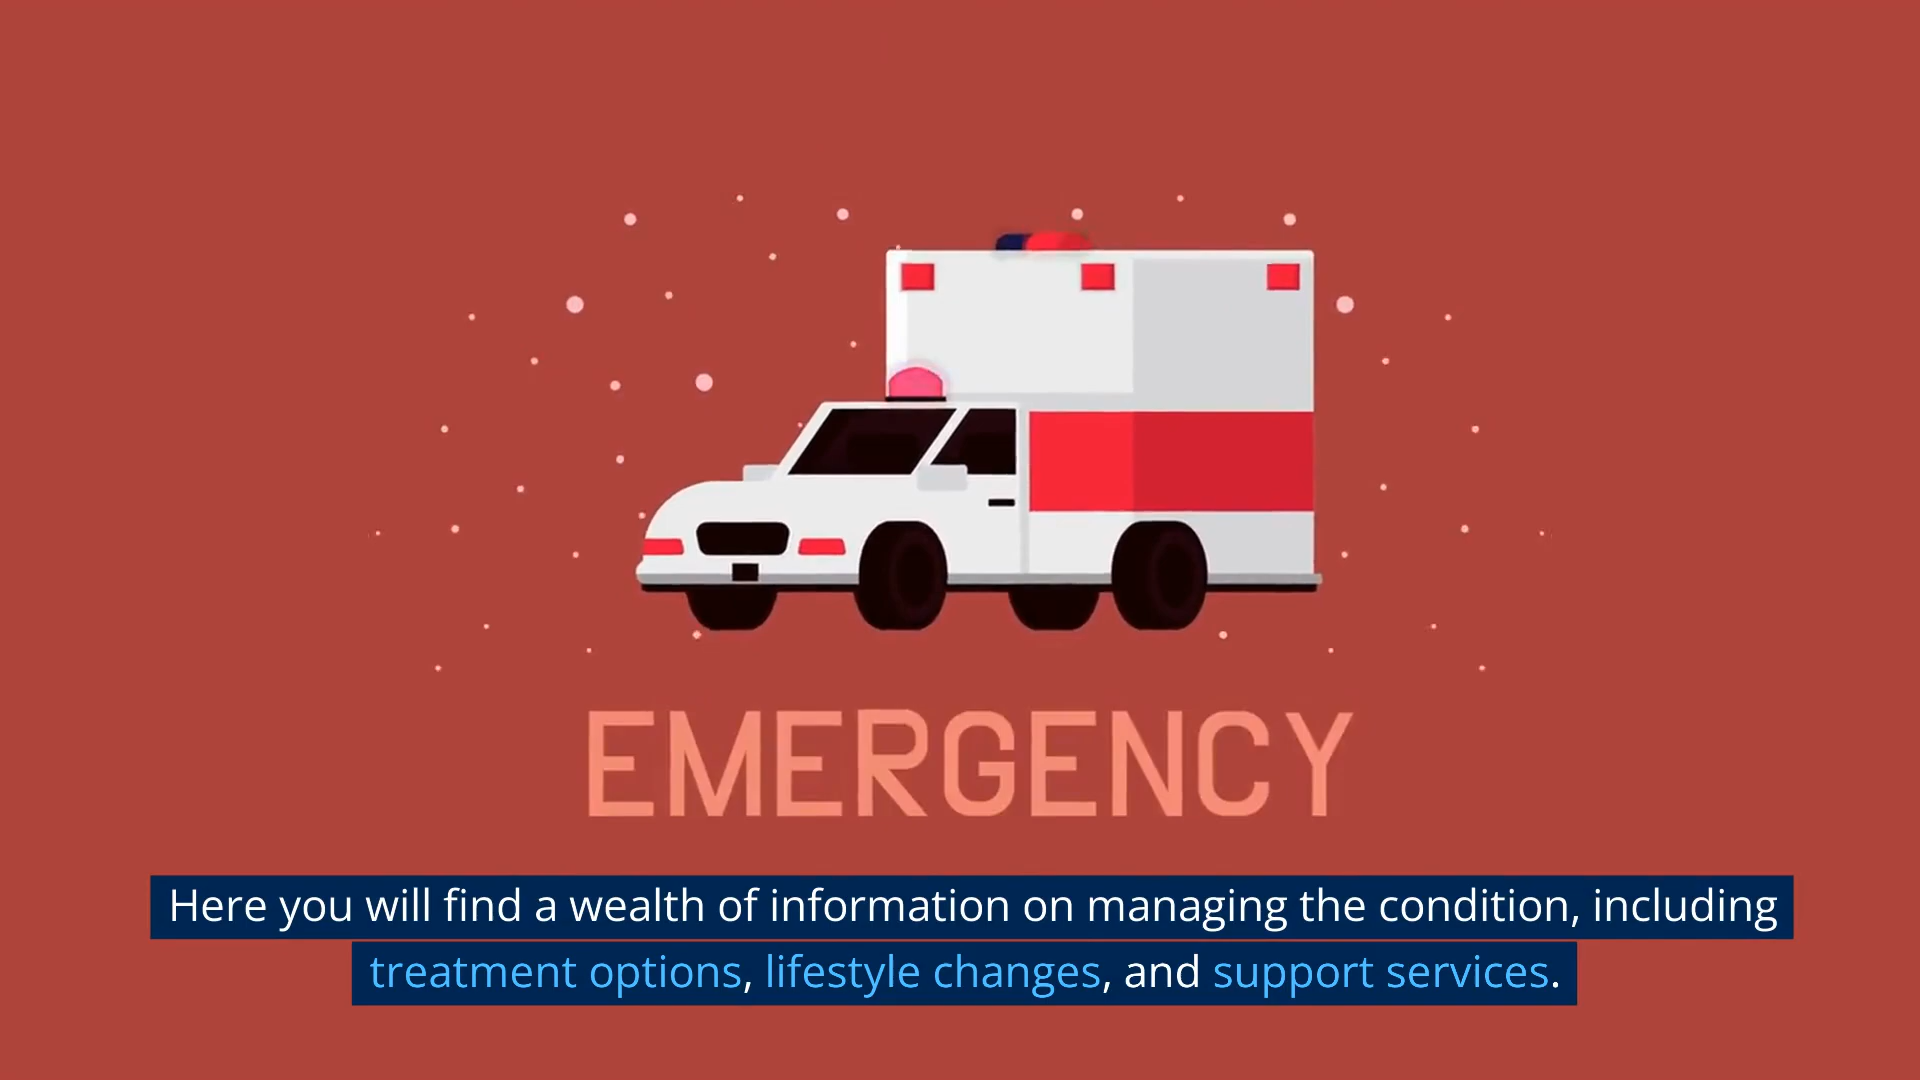 EMERGENCY
Here you will find a wealth of information on managing the condition, including
treatment options, lifestyle changes, and support services.